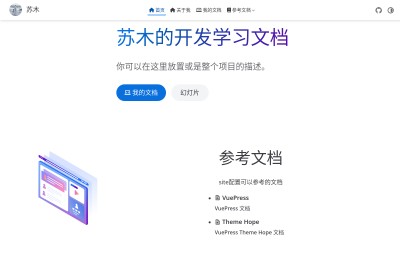 苏木
首页 关于我 我的文档 参考文档
苏木的开发学习文档
你可以在这里放置或是整个项目的描述。
我的文档 幻灯片
参考文档
site配置可以参考的文档
VuePress
VuePress 文档
Theme Hope
VuePress Theme Hope 文档